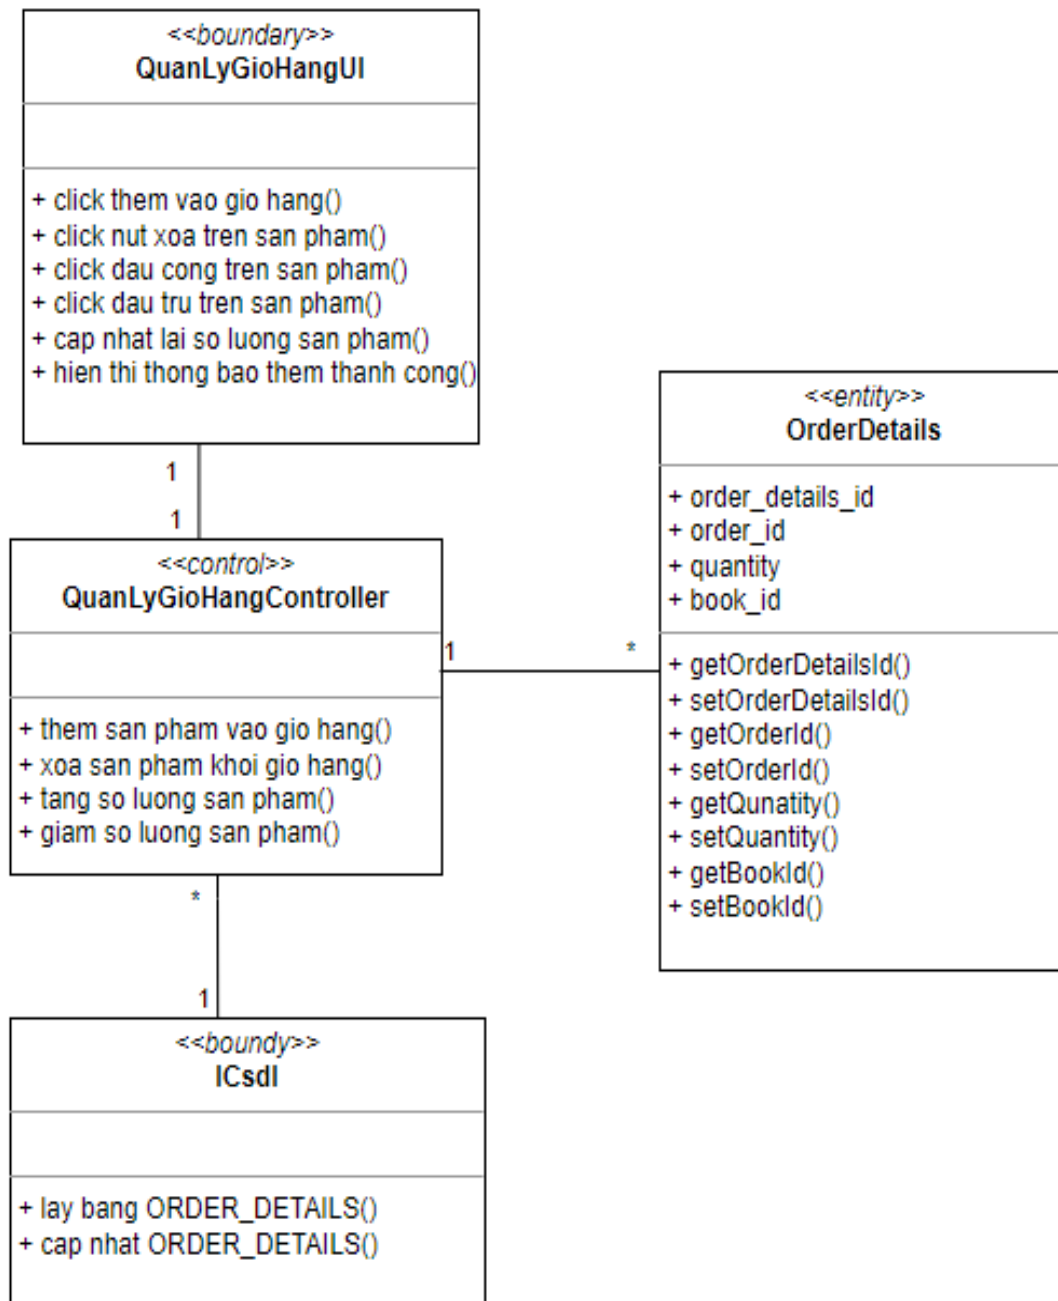 <<boundary>>
QuanLyGioHangUI
+ click them vao gio hang()
+ click nut xoa tren san pham()
+ click dau cong tren san pham()
+ click dau tru tren san pham()
+ cap nhat lai so luong san pham()
+ hien thi thong bao them thanh cong()
1
1
<<control>>
QuanLyGioHangController
+ them san pham vao gio hang()
+ xoa san pham khoi gio hang()
+ tang so luong san pham()
+ giam so luong san pham()
1
*
<<entity>>
OrderDetails
+ order_details_id
+ order_id
+ quantity
+ book_id
+ getOrderDetailsId()
+ setOrderDetailsId()
+ getOrderId()
+ setOrderId()
+ getQunatity()
+ setQuantity()
+ getBookId()
+ setBookId()
*
1
<<boundy>>
ICsdl
+ lay bang ORDER_DETAILS()
+ cap nhat ORDER_DETAILS()